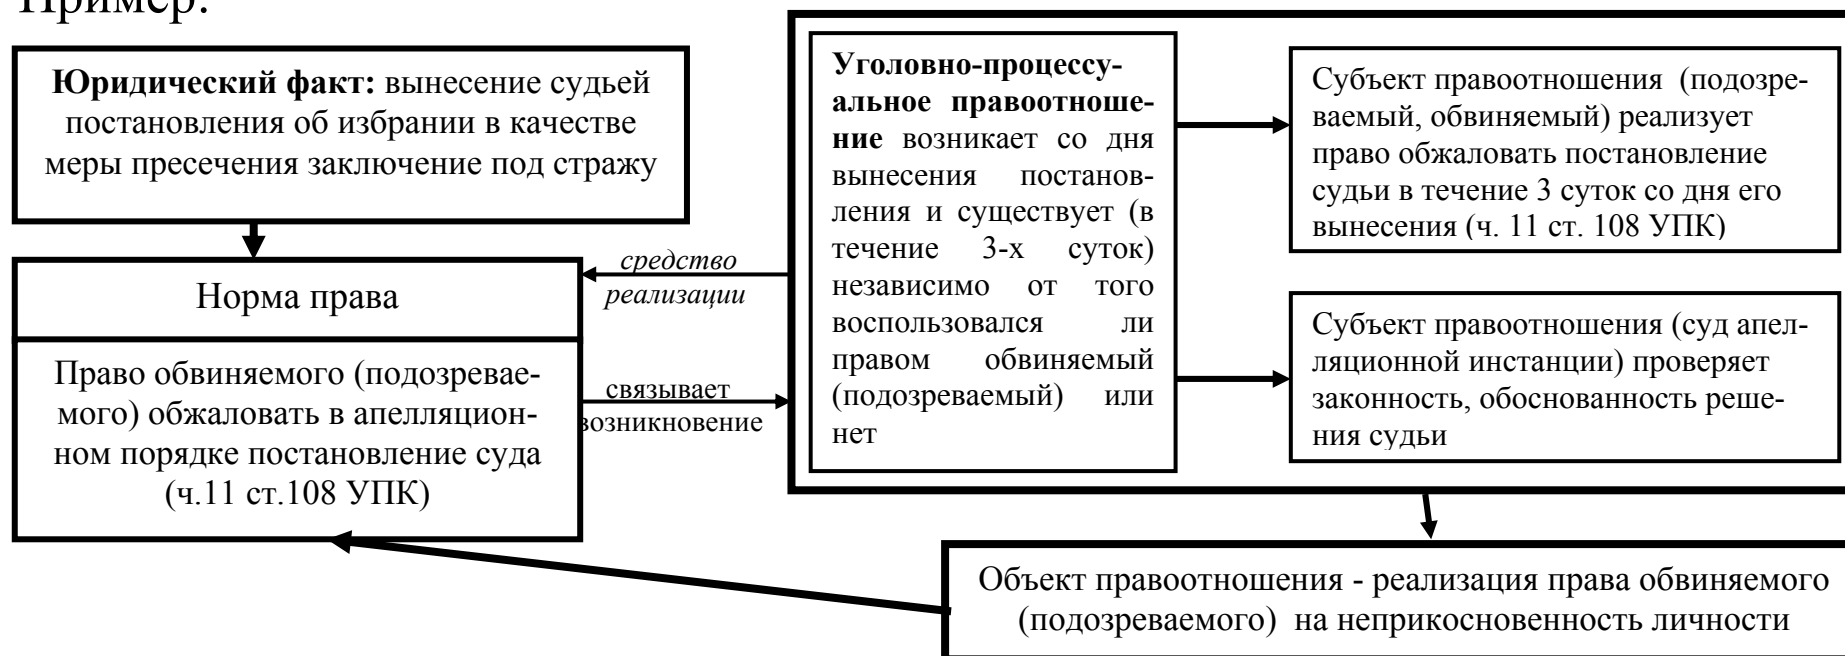 Пример:
Юридический факт: вынесение судьей
постановления об избрании в качестве
меры пресечения заключение под стражу
Норма права
Право обвиняемого (подозревае-
мого) обжаловать в апелляцион-
ном порядке постановление суда
(ч.11 ст.108 УПК)
средство
реализации
связывает
возникновение
Уголовно-процессу-
альное правоотноше-
ние возникает со дня
вынесения постанов-
ления и существует (в
течение 3-х суток)
независимо от того
воспользовался ли
правом обвиняемый
(подозреваемый) или
нет
Субъект правоотношения (подозре-
ваемый, обвиняемый) реализует
право обжаловать постановление
судьи в течение 3 суток со дня его
вынесения (ч. 11 ст. 108 УПК)
Субъект правоотношения (суд апел-
ляционной инстанции) проверяет
законность, обоснованность реше-
ния судьи
Объект правоотношения - реализация права обвиняемого
(подозреваемого) на неприкосновенность личности